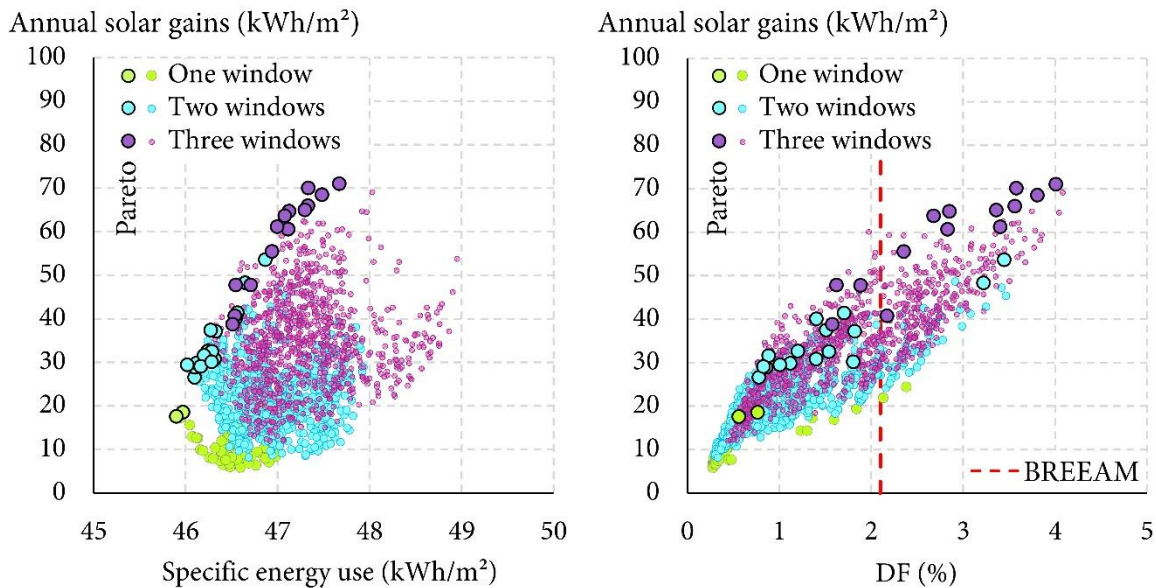 Annual solar gains (kWh/m²)
100
90
80
70
60
50
40
30
20
10
0
45
46
47
48
49
50
Specific energy use (kWh/m²)
Pareto
One window
Two windows
Three windows
Annual solar gains (kWh/m²)
100
90
80
70
60
50
40
30
20
10
0
0
1
2
3
4
5
DF (%)
Pareto
One window
Two windows
Three windows
BREEAM